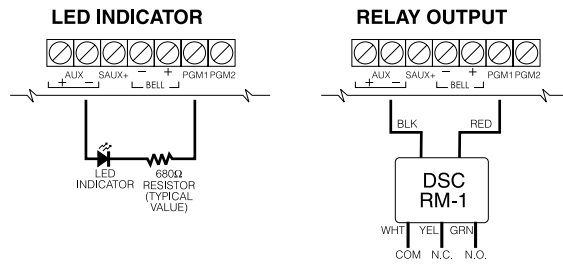 LED INDICATOR
AUX SAUX+ − + PGM1 PGM2
+ − BELL
LED
INDICATOR
680Ω
RESISTOR
(TYPICAL
VALUE)
RELAY OUTPUT
AUX SAUX+ − + PGM1 PGM2
+ − BELL
BLK RED
DSC
RM-1
WHT YEL GRN
COM N.C. N.O.